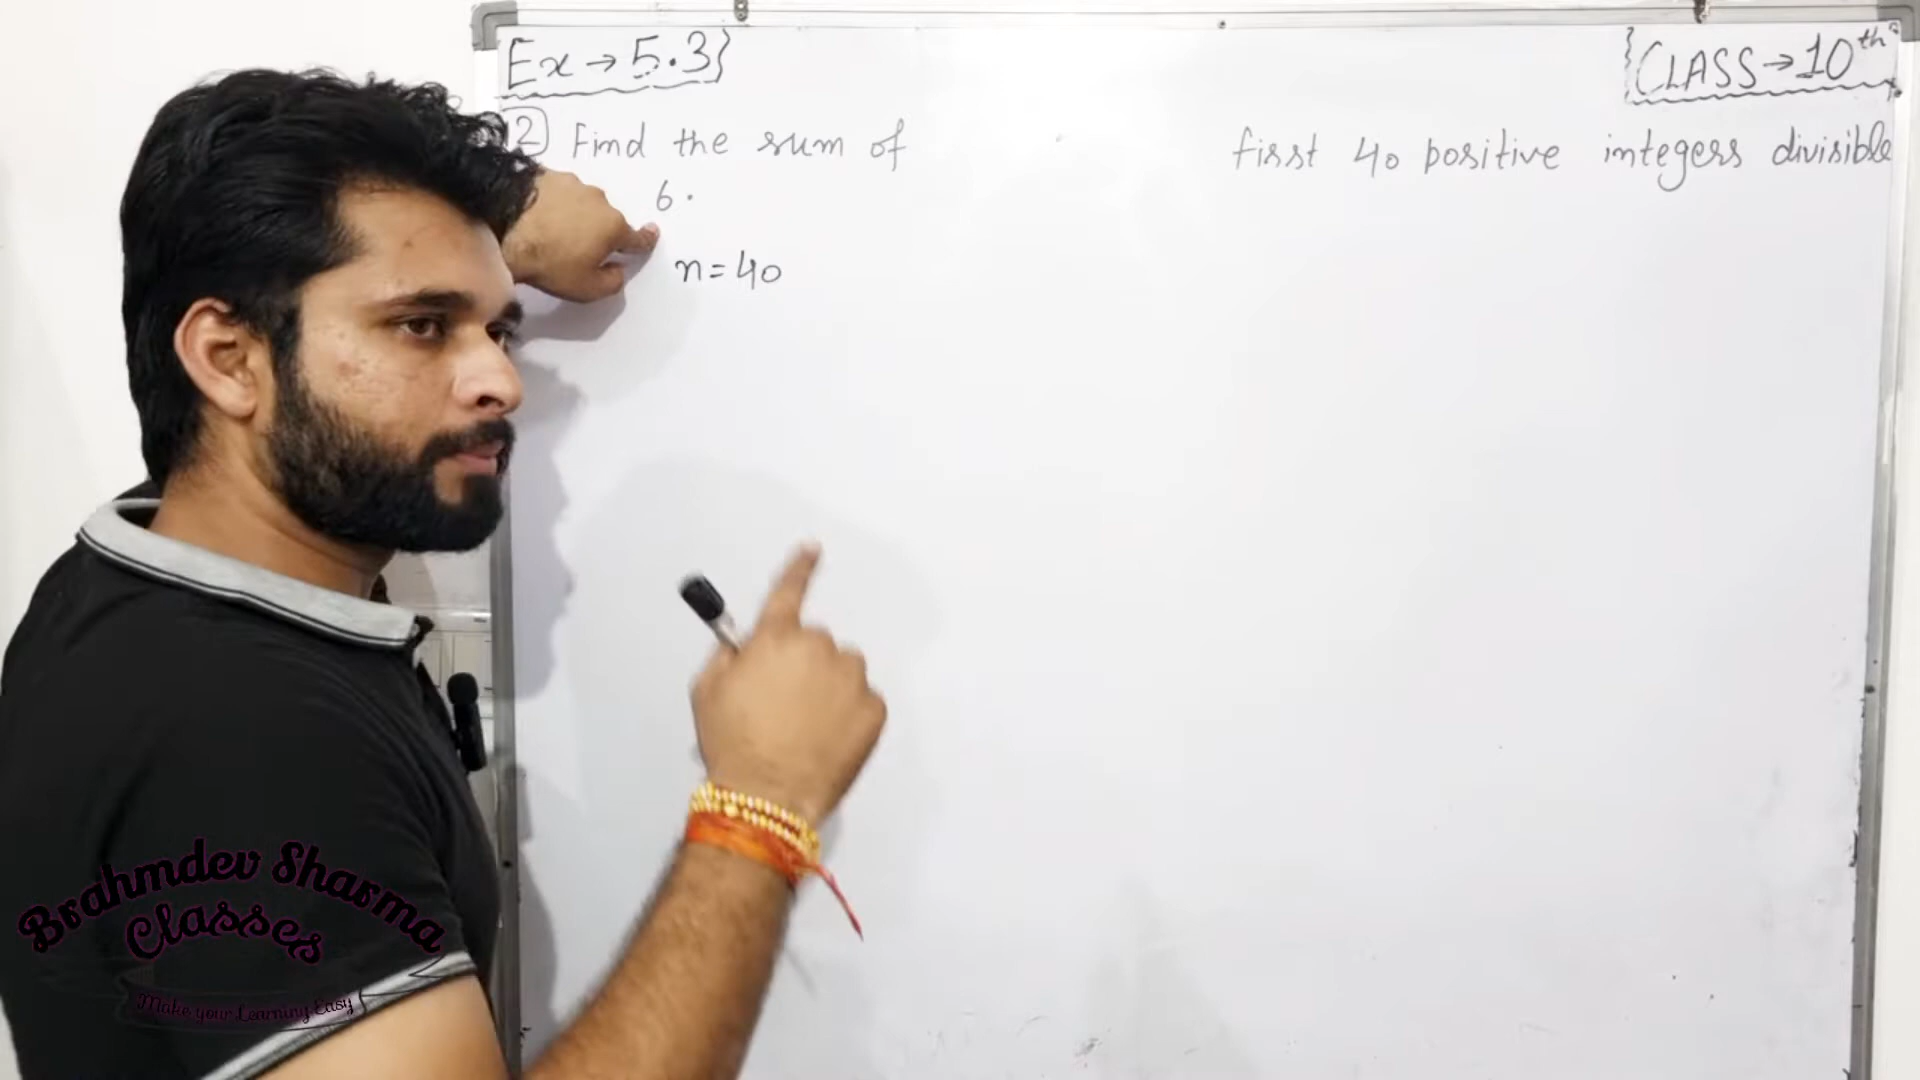 Ex → 5.3}
{CLASS → 10th
2 Find the sum of first 40 positive integers divisible
6.
n = 40
Brahmdev Sharma
Classes
Make your Learning Easy